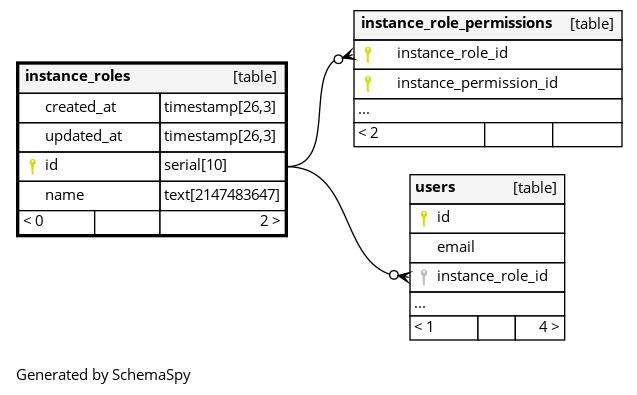 instance_roles [table]
created_at timestamp[26,3]
updated_at timestamp[26,3]
id serial[10]
name text[2147483647]
< 0 2 >
instance_role_permissions [table]
instance_role_id
instance_permission_id
...
< 2
users [table]
id
email
instance_role_id
...
< 1 4 >
Generated by SchemaSpy